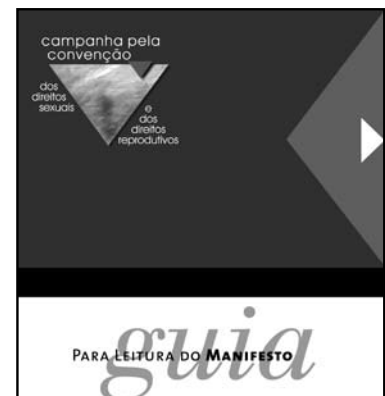 campanha pela
convenção
dos
direitos
sexuais
e
dos
direitos
reprodutivos
guia
PARA LEITURA DO MANIFESTO